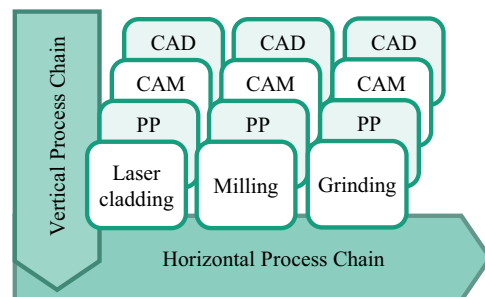 Vertical Process Chain
CAD CAD CAD
CAM CAM CAM
PP PP PP
Laser
cladding
Milling
Grinding
Horizontal Process Chain